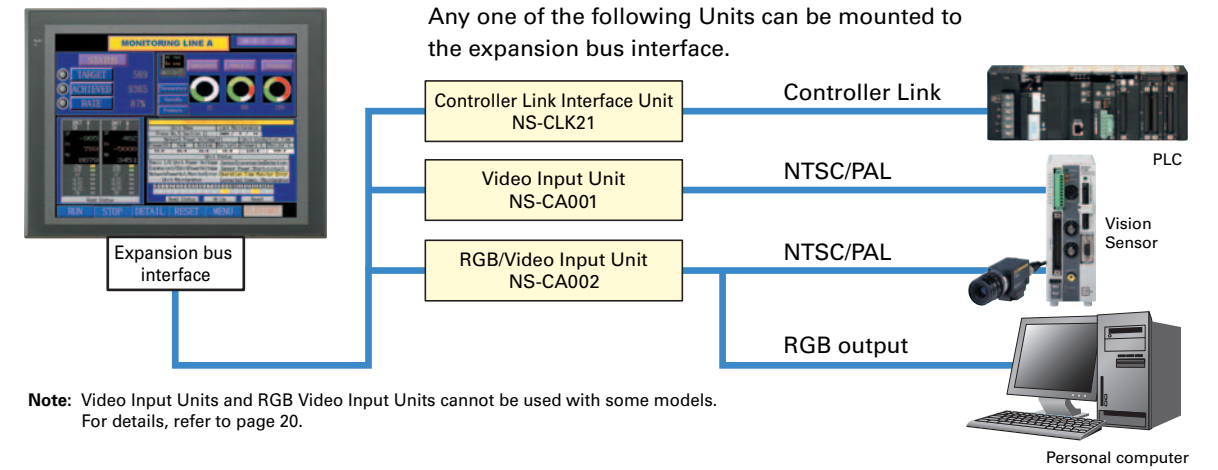 Any one of the following Units can be mounted to
the expansion bus interface.
MONITORING LINE A
STATUS
TARGET 569
ACHIEVED 9365
RATE 87%
RUN STOP DETAIL RESET MENU
Expansion bus
interface
Controller Link Interface Unit
NS-CLK21
Controller Link
PLC
Video Input Unit
NS-CA001
NTSC/PAL
Vision
Sensor
RGB/Video Input Unit
NS-CA002
NTSC/PAL
RGB output
Personal computer
Note: Video Input Units and RGB Video Input Units cannot be used with some models.
For details, refer to page 20.